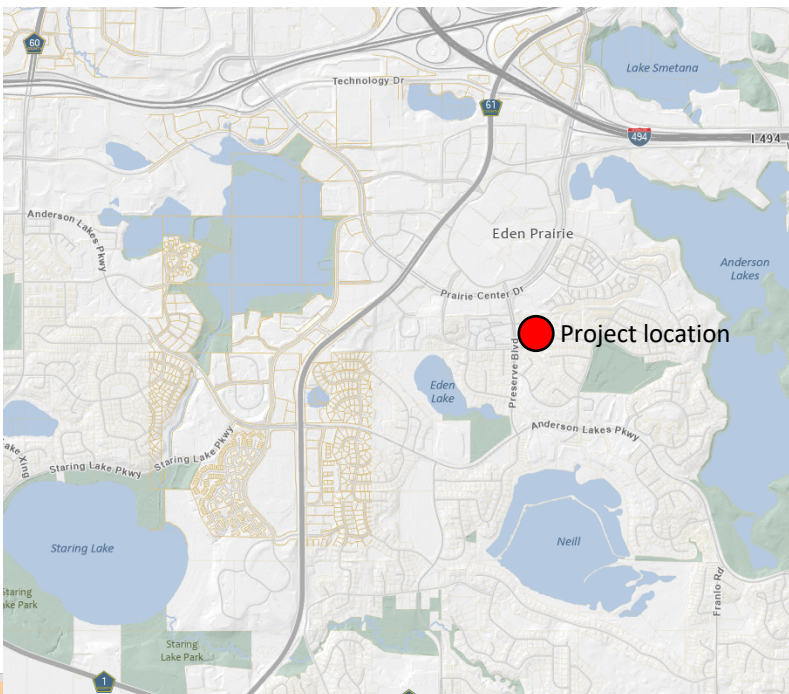 60
Lake Smetana
Technology Dr
61
494
I-494
Anderson Lakes Pkwy
Eden Prairie
Anderson
Lakes
Prairie Center Dr
Project location
Preserve Blvd
Eden
Lake
Anderson Lakes Pkwy
Lake Xing
Staring Lake Pkwy
Staring Lake Pkwy
Staring Lake
Neill
Franlo Rd
Staring
ake Park
Staring
Lake Park
1